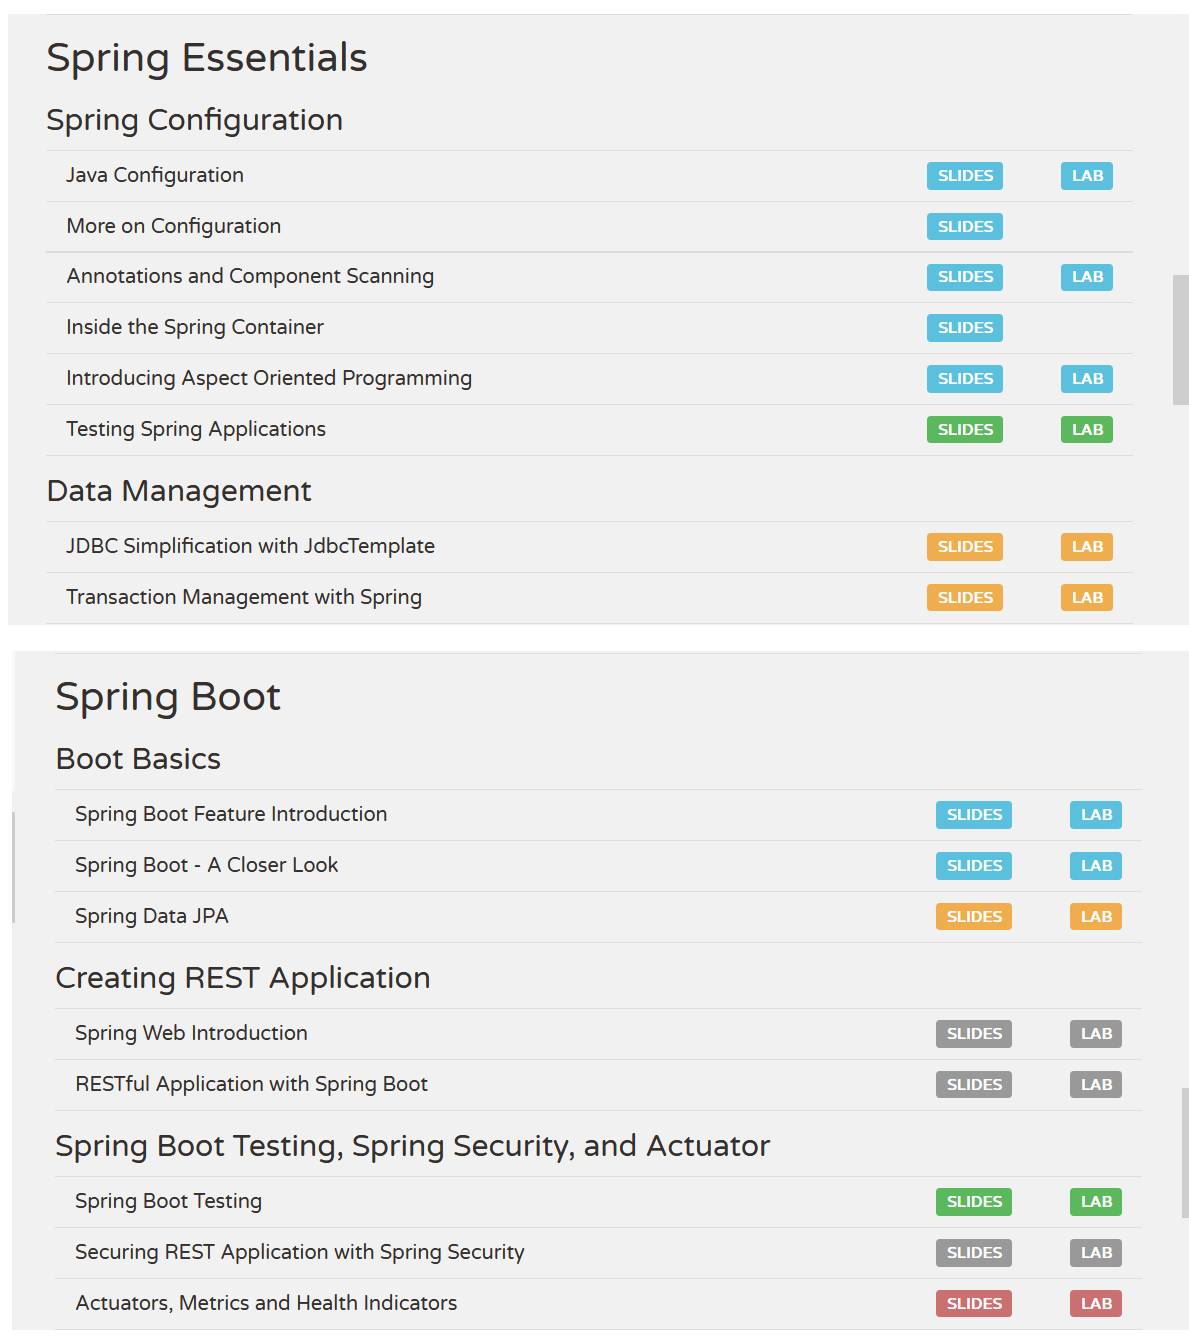 Spring Essentials
Spring Configuration
Java Configuration SLIDES LAB
More on Configuration SLIDES
Annotations and Component Scanning SLIDES LAB
Inside the Spring Container SLIDES
Introducing Aspect Oriented Programming SLIDES LAB
Testing Spring Applications SLIDES LAB
Data Management
JDBC Simplification with JdbcTemplate SLIDES LAB
Transaction Management with Spring SLIDES LAB
Spring Boot
Boot Basics
Spring Boot Feature Introduction SLIDES LAB
Spring Boot - A Closer Look SLIDES LAB
Spring Data JPA SLIDES LAB
Creating REST Application
Spring Web Introduction SLIDES LAB
RESTful Application with Spring Boot SLIDES LAB
Spring Boot Testing, Spring Security, and Actuator
Spring Boot Testing SLIDES LAB
Securing REST Application with Spring Security SLIDES LAB
Actuators, Metrics and Health Indicators SLIDES LAB